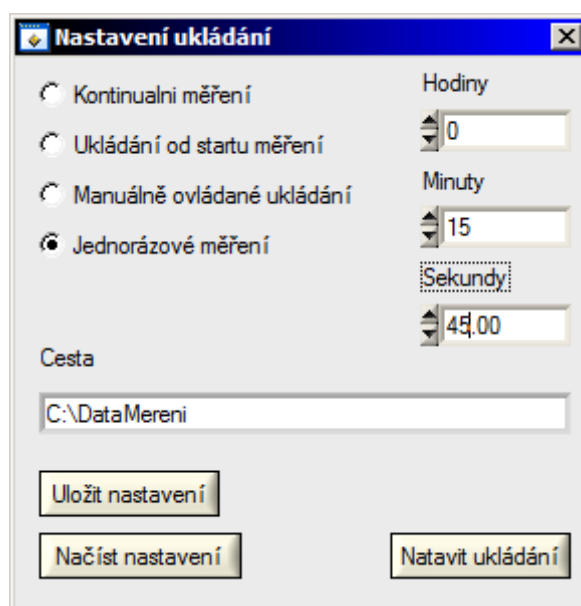 Nastavení ukládání
Kontinualni měření
Ukládání od startu měření
Manuálně ovládané ukládání
Jednorázové měření
Hodiny
0
Minuty
15
Sekundy
45.00
Cesta
C:\DataMereni
Uložit nastavení
Načíst nastavení
Natavit ukládání